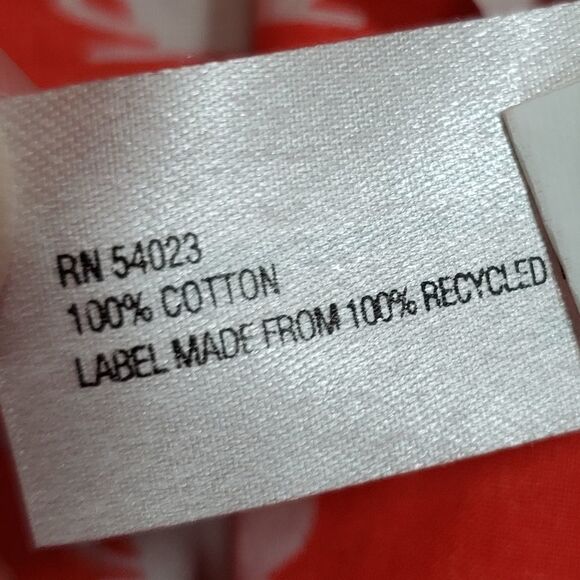 RN 54023
100% COTTON
LABEL MADE FROM 100% RECYCLED